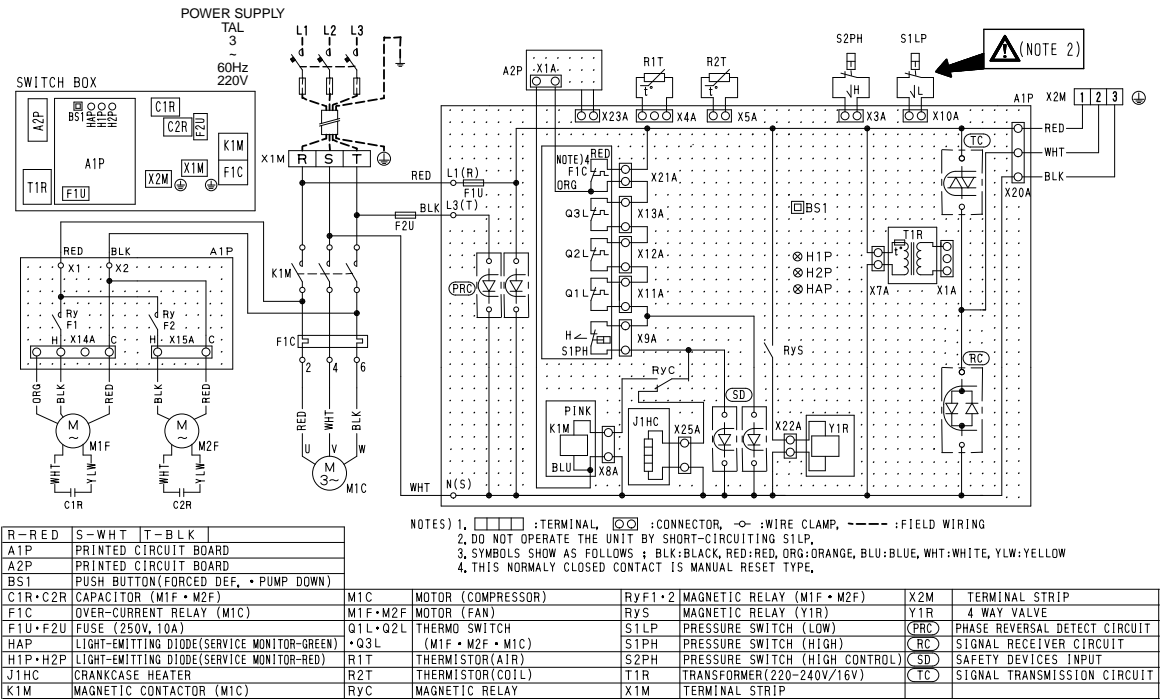 POWER SUPPLY
TAL
3
~
60Hz
220V
L1 L2 L3
SWITCH BOX
A2P
BS1
HAP
H1P
H2P
C1R
C2R
F2U
A1P
K1M
X1M
X2M
F1C
T1R
F1U
X1M R S T
RED L1(R)
F1U
BLK L3(T)
F2U
A2P X1A
R1T
R2T
S2PH
S1LP
(NOTE 2)
t°
t°
H
L
X23A X4A X5A X3A X10A
A1P X2M 1 2 3
RED
WHT
BLK
X20A
TC
NOTE)4 RED
F1C
ORG
X21A
Q3L X13A
Q2L X12A
Q1L X11A
H
S1PH X9A
BS1
H1P
H2P
HAP
T1R
t°
X7A X1A
PRC
RyS
RC
RyC
SD
PINK
K1M
BLU
X8A
J1HC
X25A
X22A
Y1R
RED BLK A1P
X1 X2
Ry
F1
Ry
F2
H X14A C H X15A C
ORG
BLK
RED
BLK
RED
M
~
M1F
M
~
M2F
WHT
YLW
WHT
YLW
C1R
C2R
K1M
F1C
2 4 6
RED
WHT
BLK
U V W
M
3~
M1C
WHT N(S)
NOTES) 1. :TERMINAL, :CONNECTOR, :WIRE CLAMP, :FIELD WIRING
2. DO NOT OPERATE THE UNIT BY SHORT-CIRCUITING S1LP.
3. SYMBOLS SHOW AS FOLLOWS ; BLK:BLACK, RED:RED, ORG:ORANGE, BLU:BLUE, WHT:WHITE, YLW:YELLOW
4. THIS NORMALY CLOSED CONTACT IS MANUAL RESET TYPE.
R-RED S-WHT T-BLK
A1P PRINTED CIRCUIT BOARD
A2P PRINTED CIRCUIT BOARD
BS1 PUSH BUTTON(FORCED DEF. • PUMP DOWN)
C1R•C2R CAPACITOR (M1F • M2F) M1C MOTOR (COMPRESSOR) RyF1•2 MAGNETIC RELAY (M1F • M2F) X2M TERMINAL STRIP
F1C OVER-CURRENT RELAY (M1C) M1F•M2F MOTOR (FAN) RyS MAGNETIC RELAY (Y1R) Y1R 4 WAY VALVE
F1U•F2U FUSE (250V, 10A) Q1L•Q2L THERMO SWITCH S1LP PRESSURE SWITCH (LOW) PRC PHASE REVERSAL DETECT CIRCUIT
HAP LIGHT-EMITTING DIODE(SERVICE MONITOR-GREEN) •Q3L (M1F • M2F • M1C) S1PH PRESSURE SWITCH (HIGH) RC SIGNAL RECEIVER CIRCUIT
H1P•H2P LIGHT-EMITTING DIODE(SERVICE MONITOR-RED) R1T THERMISTOR(AIR) S2PH PRESSURE SWITCH (HIGH CONTROL) SD SAFETY DEVICES INPUT
J1HC CRANKCASE HEATER R2T THERMISTOR(COIL) T1R TRANSFORMER(220-240V/16V) TC SIGNAL TRANSMISSION CIRCUIT
K1M MAGNETIC CONTACTOR (M1C) RyC MAGNETIC RELAY X1M TERMINAL STRIP